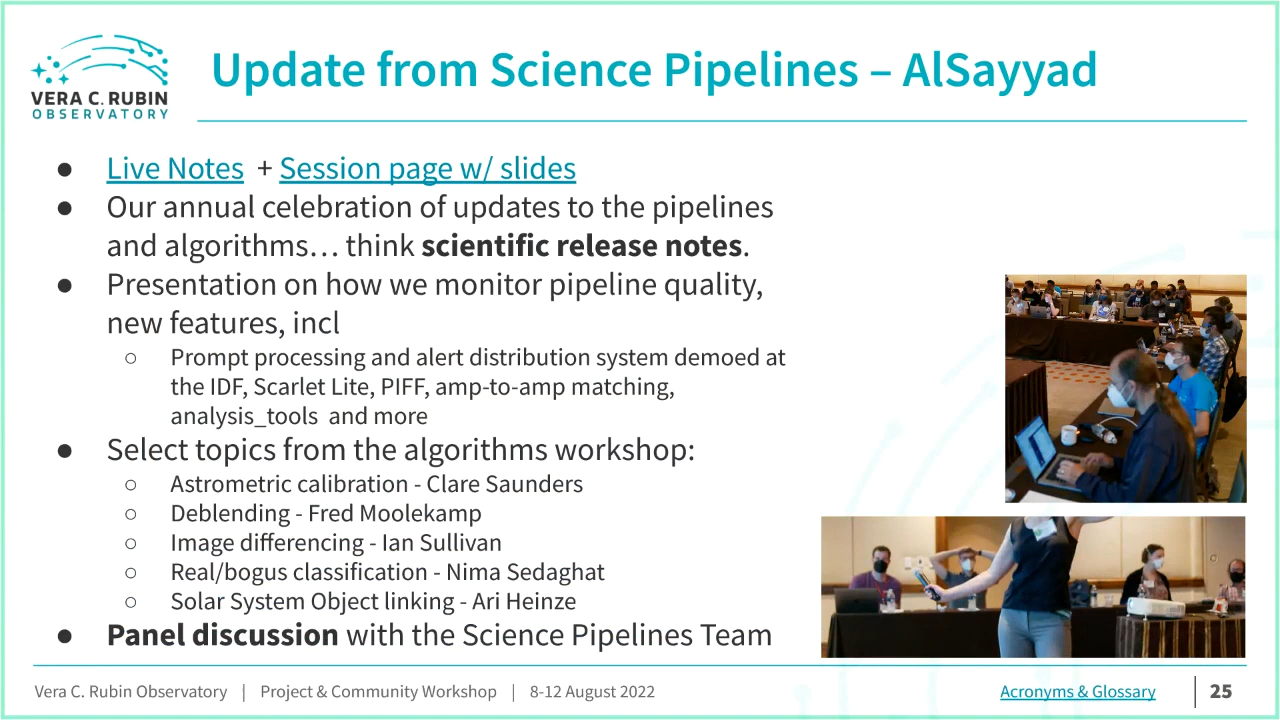 VERA C. RUBIN
OBSERVATORY
Update from Science Pipelines – AlSayyad
● Live Notes + Session page w/ slides
● Our annual celebration of updates to the pipelines
and algorithms… think scientific release notes.
● Presentation on how we monitor pipeline quality,
new features, incl
○ Prompt processing and alert distribution system demoed at
the IDF, Scarlet Lite, PIFF, amp-to-amp matching,
analysis_tools and more
● Select topics from the algorithms workshop:
○ Astrometric calibration - Clare Saunders
○ Deblending - Fred Moolekamp
○ Image differencing - Ian Sullivan
○ Real/bogus classification - Nima Sedaghat
○ Solar System Object linking - Ari Heinze
● Panel discussion with the Science Pipelines Team
Vera C. Rubin Observatory | Project & Community Workshop | 8-12 August 2022
Acronyms & Glossary | 25